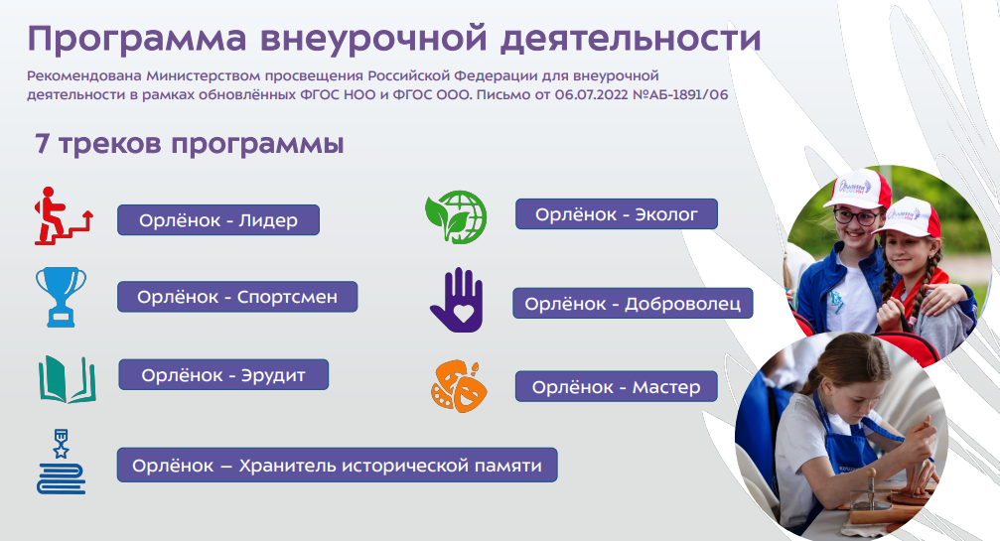 Программа внеурочной деятельности
Рекомендована Министерством просвещения Российской Федерации для внеурочной
деятельности в рамках обновлённых ФГОС НОО и ФГОС ООО. Письмо от 06.07.2022 №АБ-1891/06
7 треков программы
Орлёнок - Лидер
Орлёнок - Эколог
Орлёнок - Спортсмен
Орлёнок - Доброволец
Орлёнок - Эрудит
Орлёнок - Мастер
Орлёнок – Хранитель исторической памяти